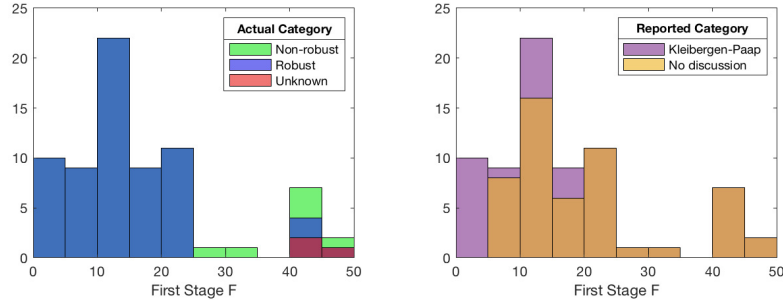 25
20
15
10
5
0
0 10 20 30 40 50
First Stage F
Actual Category
Non-robust
Robust
Unknown
25
20
15
10
5
0
0 10 20 30 40 50
First Stage F
Reported Category
Kleibergen-Paap
No discussion